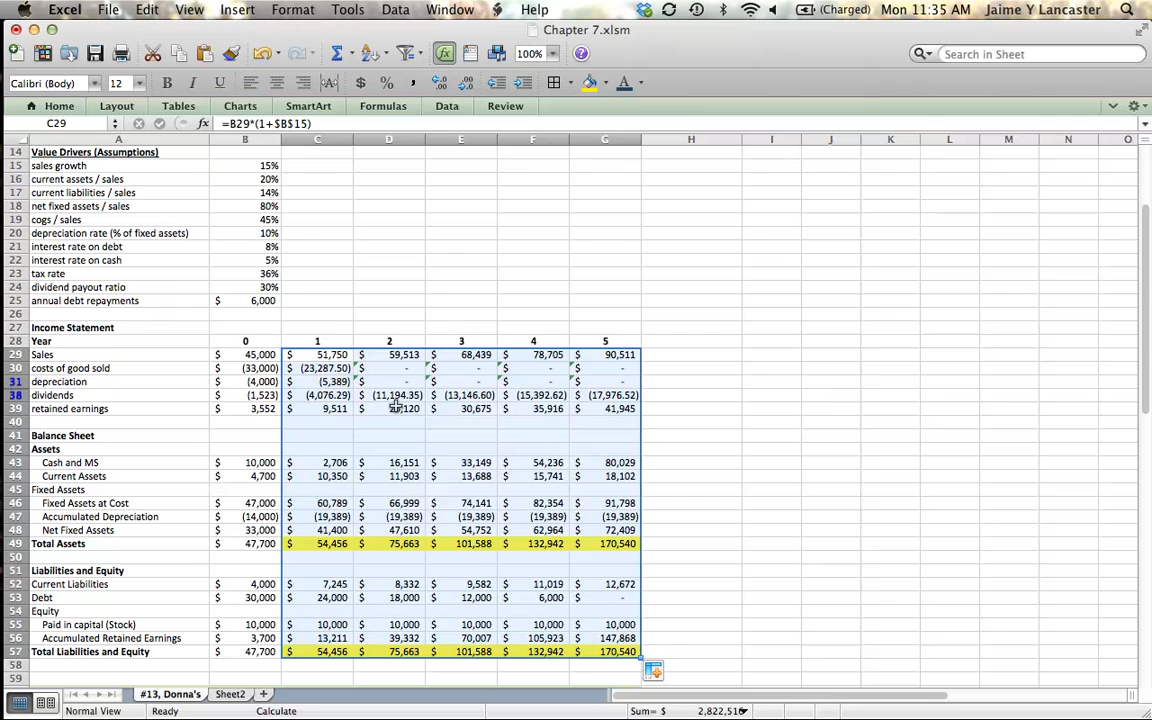 Excel File Edit View Insert Format Tools Data Window Help (Charged) Mon 11:35 AM Jaime Y Lancaster
Chapter 7.xlsm
100% Search in Sheet
Calibri (Body) 12 B I U
Home Layout Tables Charts SmartArt Formulas Data Review
C29 fx =B29*(1+$B$15)
A B C D E F G H I J K L M N O
14 Value Drivers (Assumptions)
15 sales growth 15%
16 current assets / sales 20%
17 current liabilities / sales 14%
18 net fixed assets / sales 80%
19 cogs / sales 45%
20 depreciation rate (% of fixed assets) 10%
21 interest rate on debt 8%
22 interest rate on cash 5%
23 tax rate 36%
24 dividend payout ratio 30%
25 annual debt repayments $ 6,000
26
27 Income Statement
28 Year 0 1 2 3 4 5
29 Sales $ 45,000 $ 51,750 $ 59,513 $ 68,439 $ 78,705 $ 90,511
30 costs of good sold $ (33,000) $ (23,287.50) $ - $ - $ - $ -
31 depreciation $ (4,000) $ (5,389) $ - $ - $ - $ -
38 dividends $ (1,523) $ (4,076.29) $ (11,194.35) $ (13,146.60) $ (15,392.62) $ (17,976.52)
39 retained earnings $ 3,552 $ 9,511 $ $ 30,675 $ 35,916 $ 41,945
40
41 Balance Sheet
42 Assets
43 Cash and MS $ 10,000 $ 2,706 $ 16,151 $ 33,149 $ 54,236 $ 80,029
44 Current Assets $ 4,700 $ 10,350 $ 11,903 $ 13,688 $ 15,741 $ 18,102
45 Fixed Assets
46 Fixed Assets at Cost $ 47,000 $ 60,789 $ 66,999 $ 74,141 $ 82,354 $ 91,798
47 Accumulated Depreciation $ (14,000) $ (19,389) $ (19,389) $ (19,389) $ (19,389) $ (19,389)
48 Net Fixed Assets $ 33,000 $ 41,400 $ 47,610 $ 54,752 $ 62,964 $ 72,409
49 Total Assets $ 47,700 $ 54,456 $ 75,663 $ 101,588 $ 132,942 $ 170,540
50
51 Liabilities and Equity
52 Current Liabilities $ 4,000 $ 7,245 $ 8,332 $ 9,582 $ 11,019 $ 12,672
53 Debt $ 30,000 $ 24,000 $ 18,000 $ 12,000 $ 6,000 $ -
54 Equity
55 Paid in capital (Stock) $ 10,000 $ 10,000 $ 10,000 $ 10,000 $ 10,000 $ 10,000
56 Accumulated Retained Earnings $ 3,700 $ 13,211 $ 39,332 $ 70,007 $ 105,923 $ 147,868
57 Total Liabilities and Equity $ 47,700 $ 54,456 $ 75,663 $ 101,588 $ 132,942 $ 170,540
58
59
#13, Donna's Sheet2
Normal View Ready Calculate Sum= $